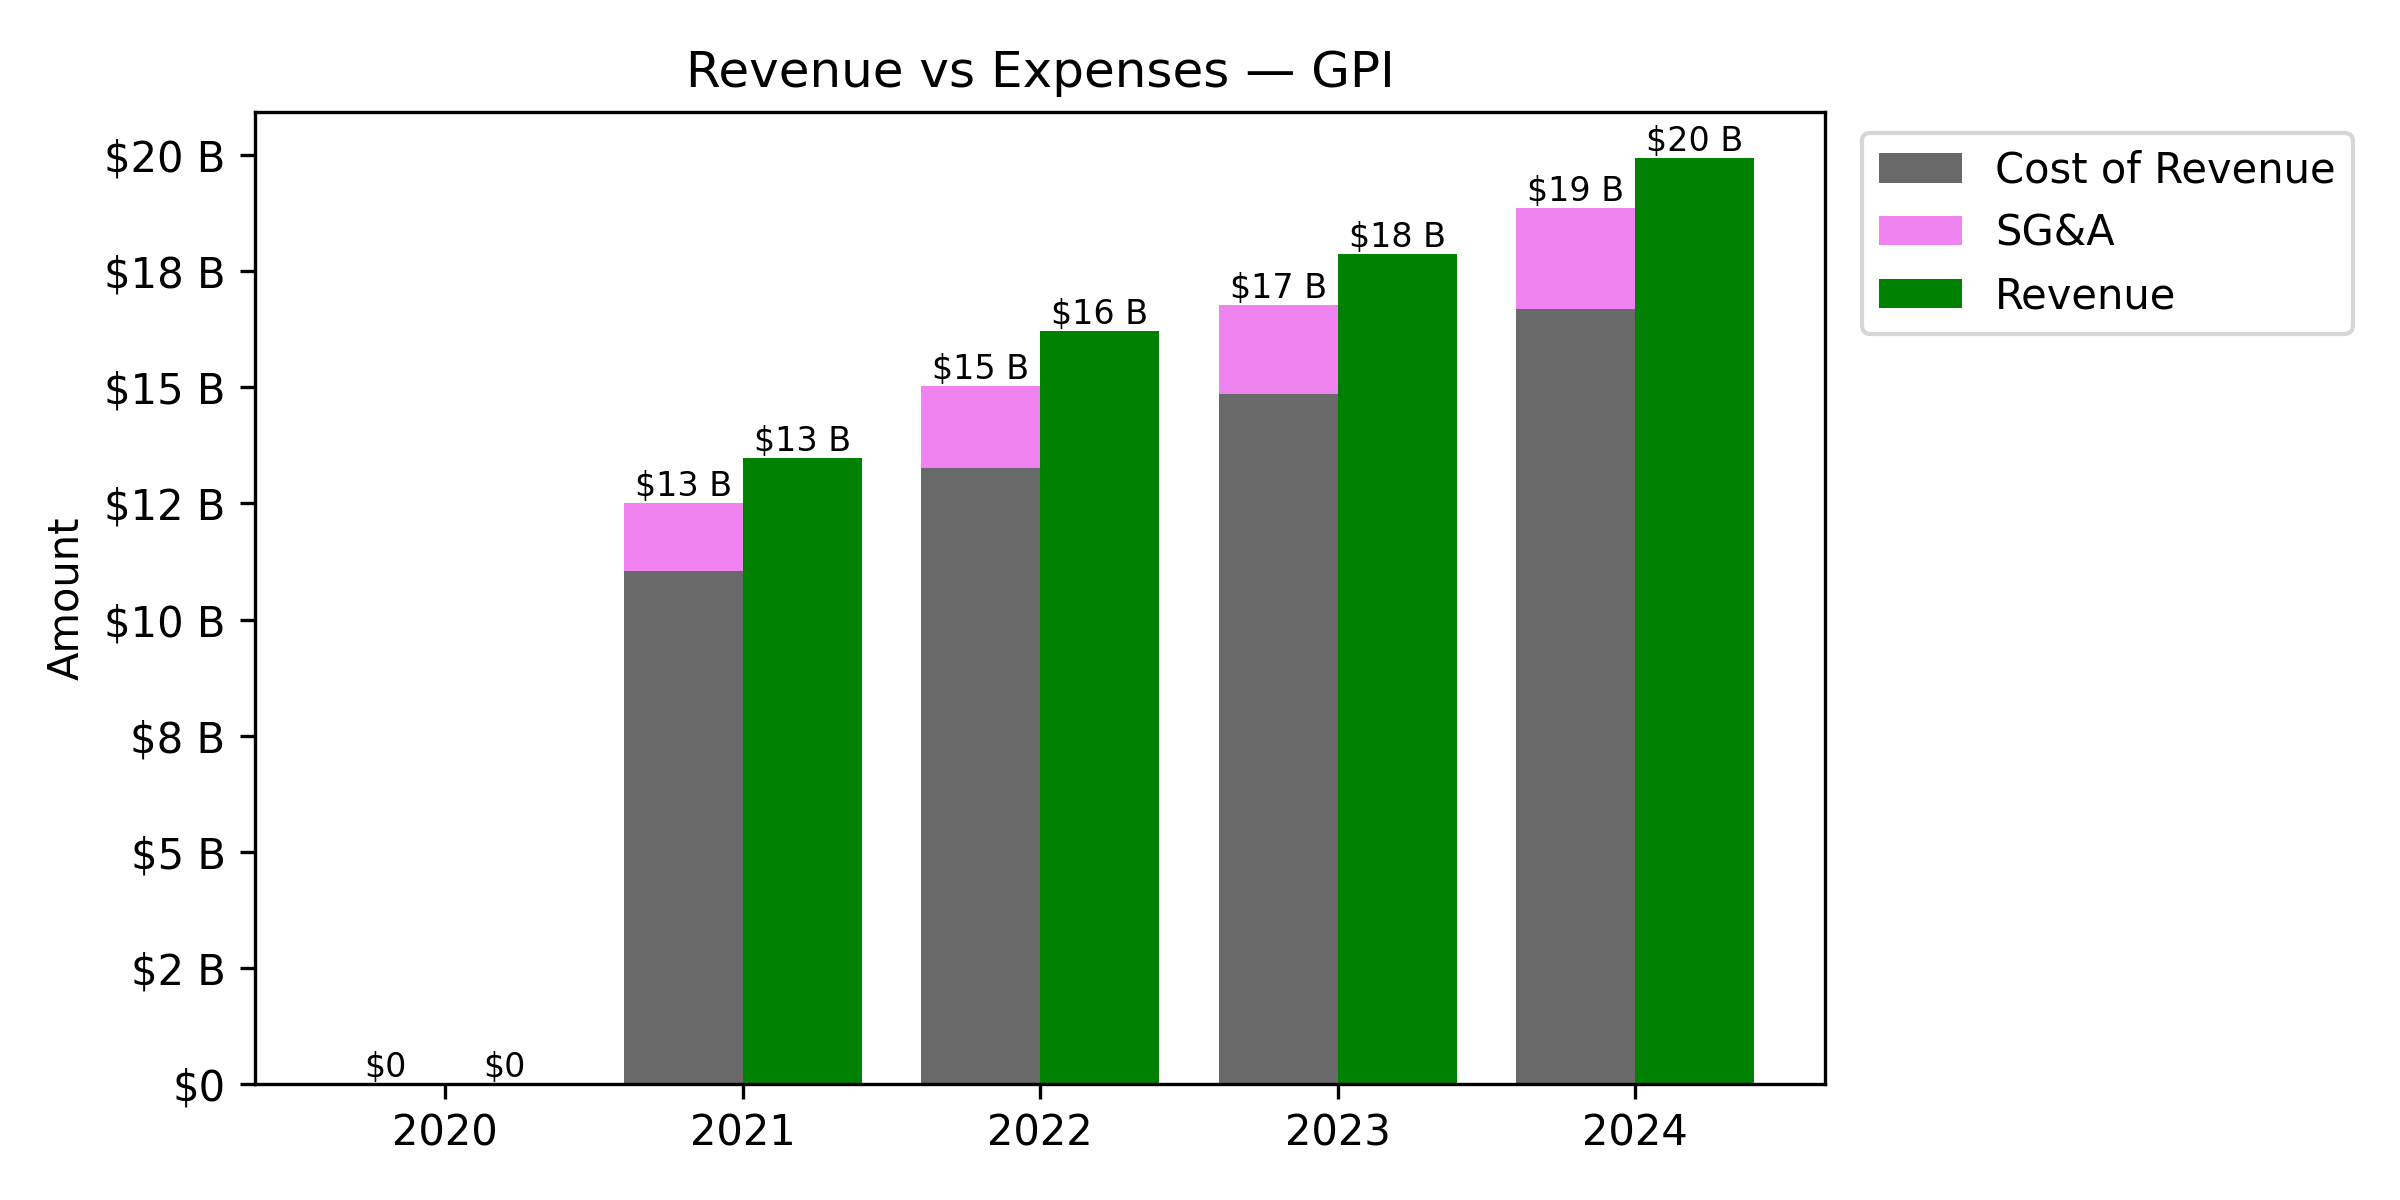 Revenue vs Expenses — GPI
Amount
$20 B
$18 B
$15 B
$12 B
$10 B
$8 B
$5 B
$2 B
$0
$0
$0
$13 B
$13 B
$15 B
$16 B
$17 B
$18 B
$19 B
$20 B
2020
2021
2022
2023
2024
Cost of Revenue
SG&A
Revenue